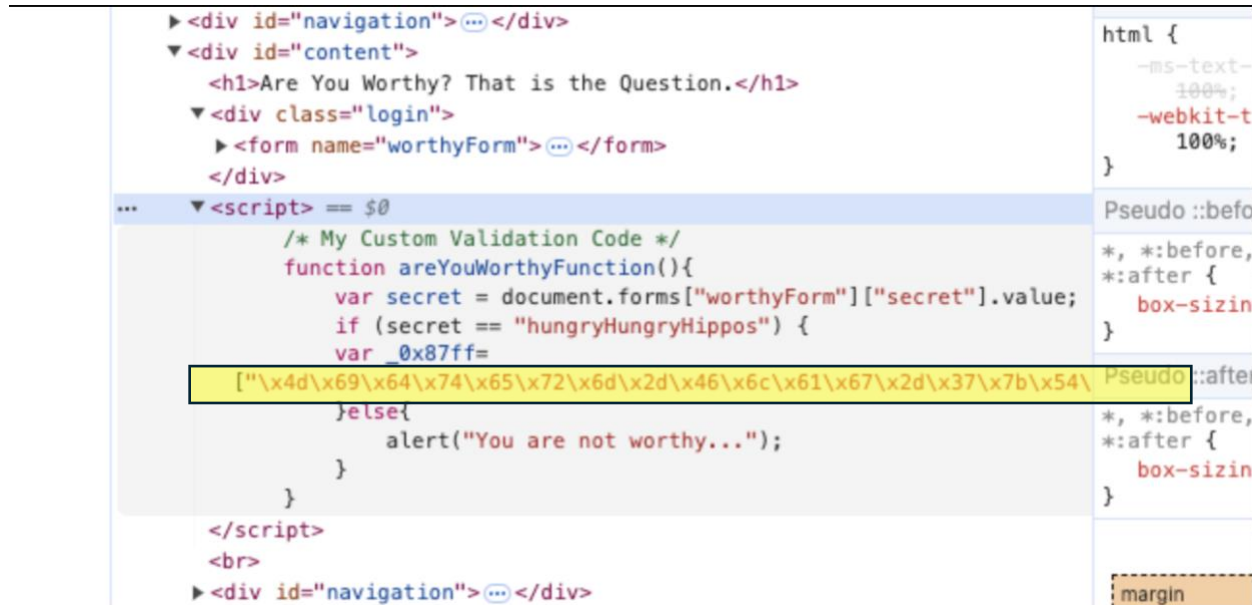 <div id="navigation">…</div>
<div id="content">
<h1>Are You Worthy? That is the Question.</h1>
<div class="login">
<form name="worthyForm">…</form>
</div>
… <script> == $0
/* My Custom Validation Code */
function areYouWorthyFunction(){
var secret = document.forms["worthyForm"]["secret"].value;
if (secret == "hungryHungryHippos") {
var _0x87ff=
["\x4d\x69\x64\x74\x65\x72\x6d\x2d\x46\x6c\x61\x67\x2d\x37\x7b\x54\
}else{
alert("You are not worthy...");
}
}
</script>
<br>
<div id="navigation">…</div>
html {
-ms-text-
100%;
-webkit-t
100%;
}
Pseudo ::befo
*, *:before,
*:after {
box-sizin
}
Pseudo ::after
*, *:before,
*:after {
box-sizin
}
margin